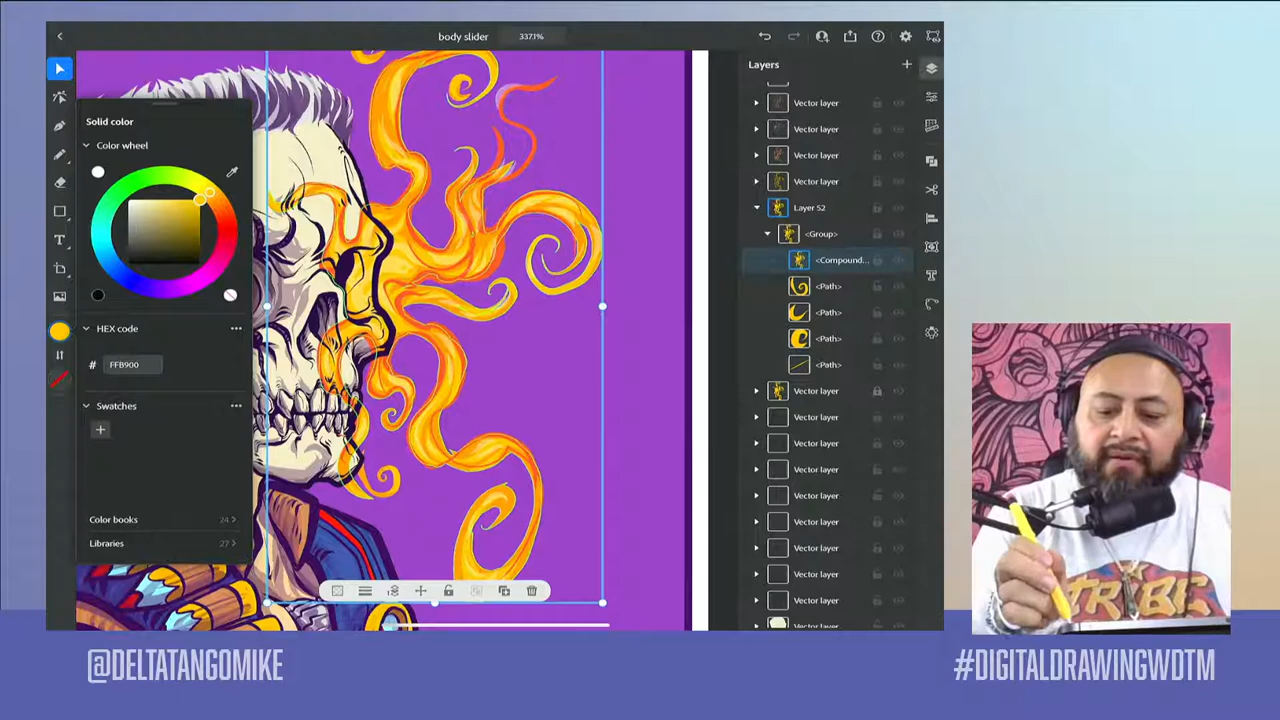 body slider
337.1%
Layers
Solid color
Color wheel
Vector layer
Vector layer
Vector layer
Vector layer
Layer 52
<Group>
<Compound...
<Path>
<Path>
HEX code
<Path>
# FFB900
<Path>
Vector layer
Swatches
Vector layer
Vector layer
Vector layer
Vector layer
Color books 24
Vector layer
Libraries 27
Vector layer
Vector layer
Vector layer
Vector layer
TRIBE
@DELTATANGOMIKE
#DIGITALDRAWINGWDTM